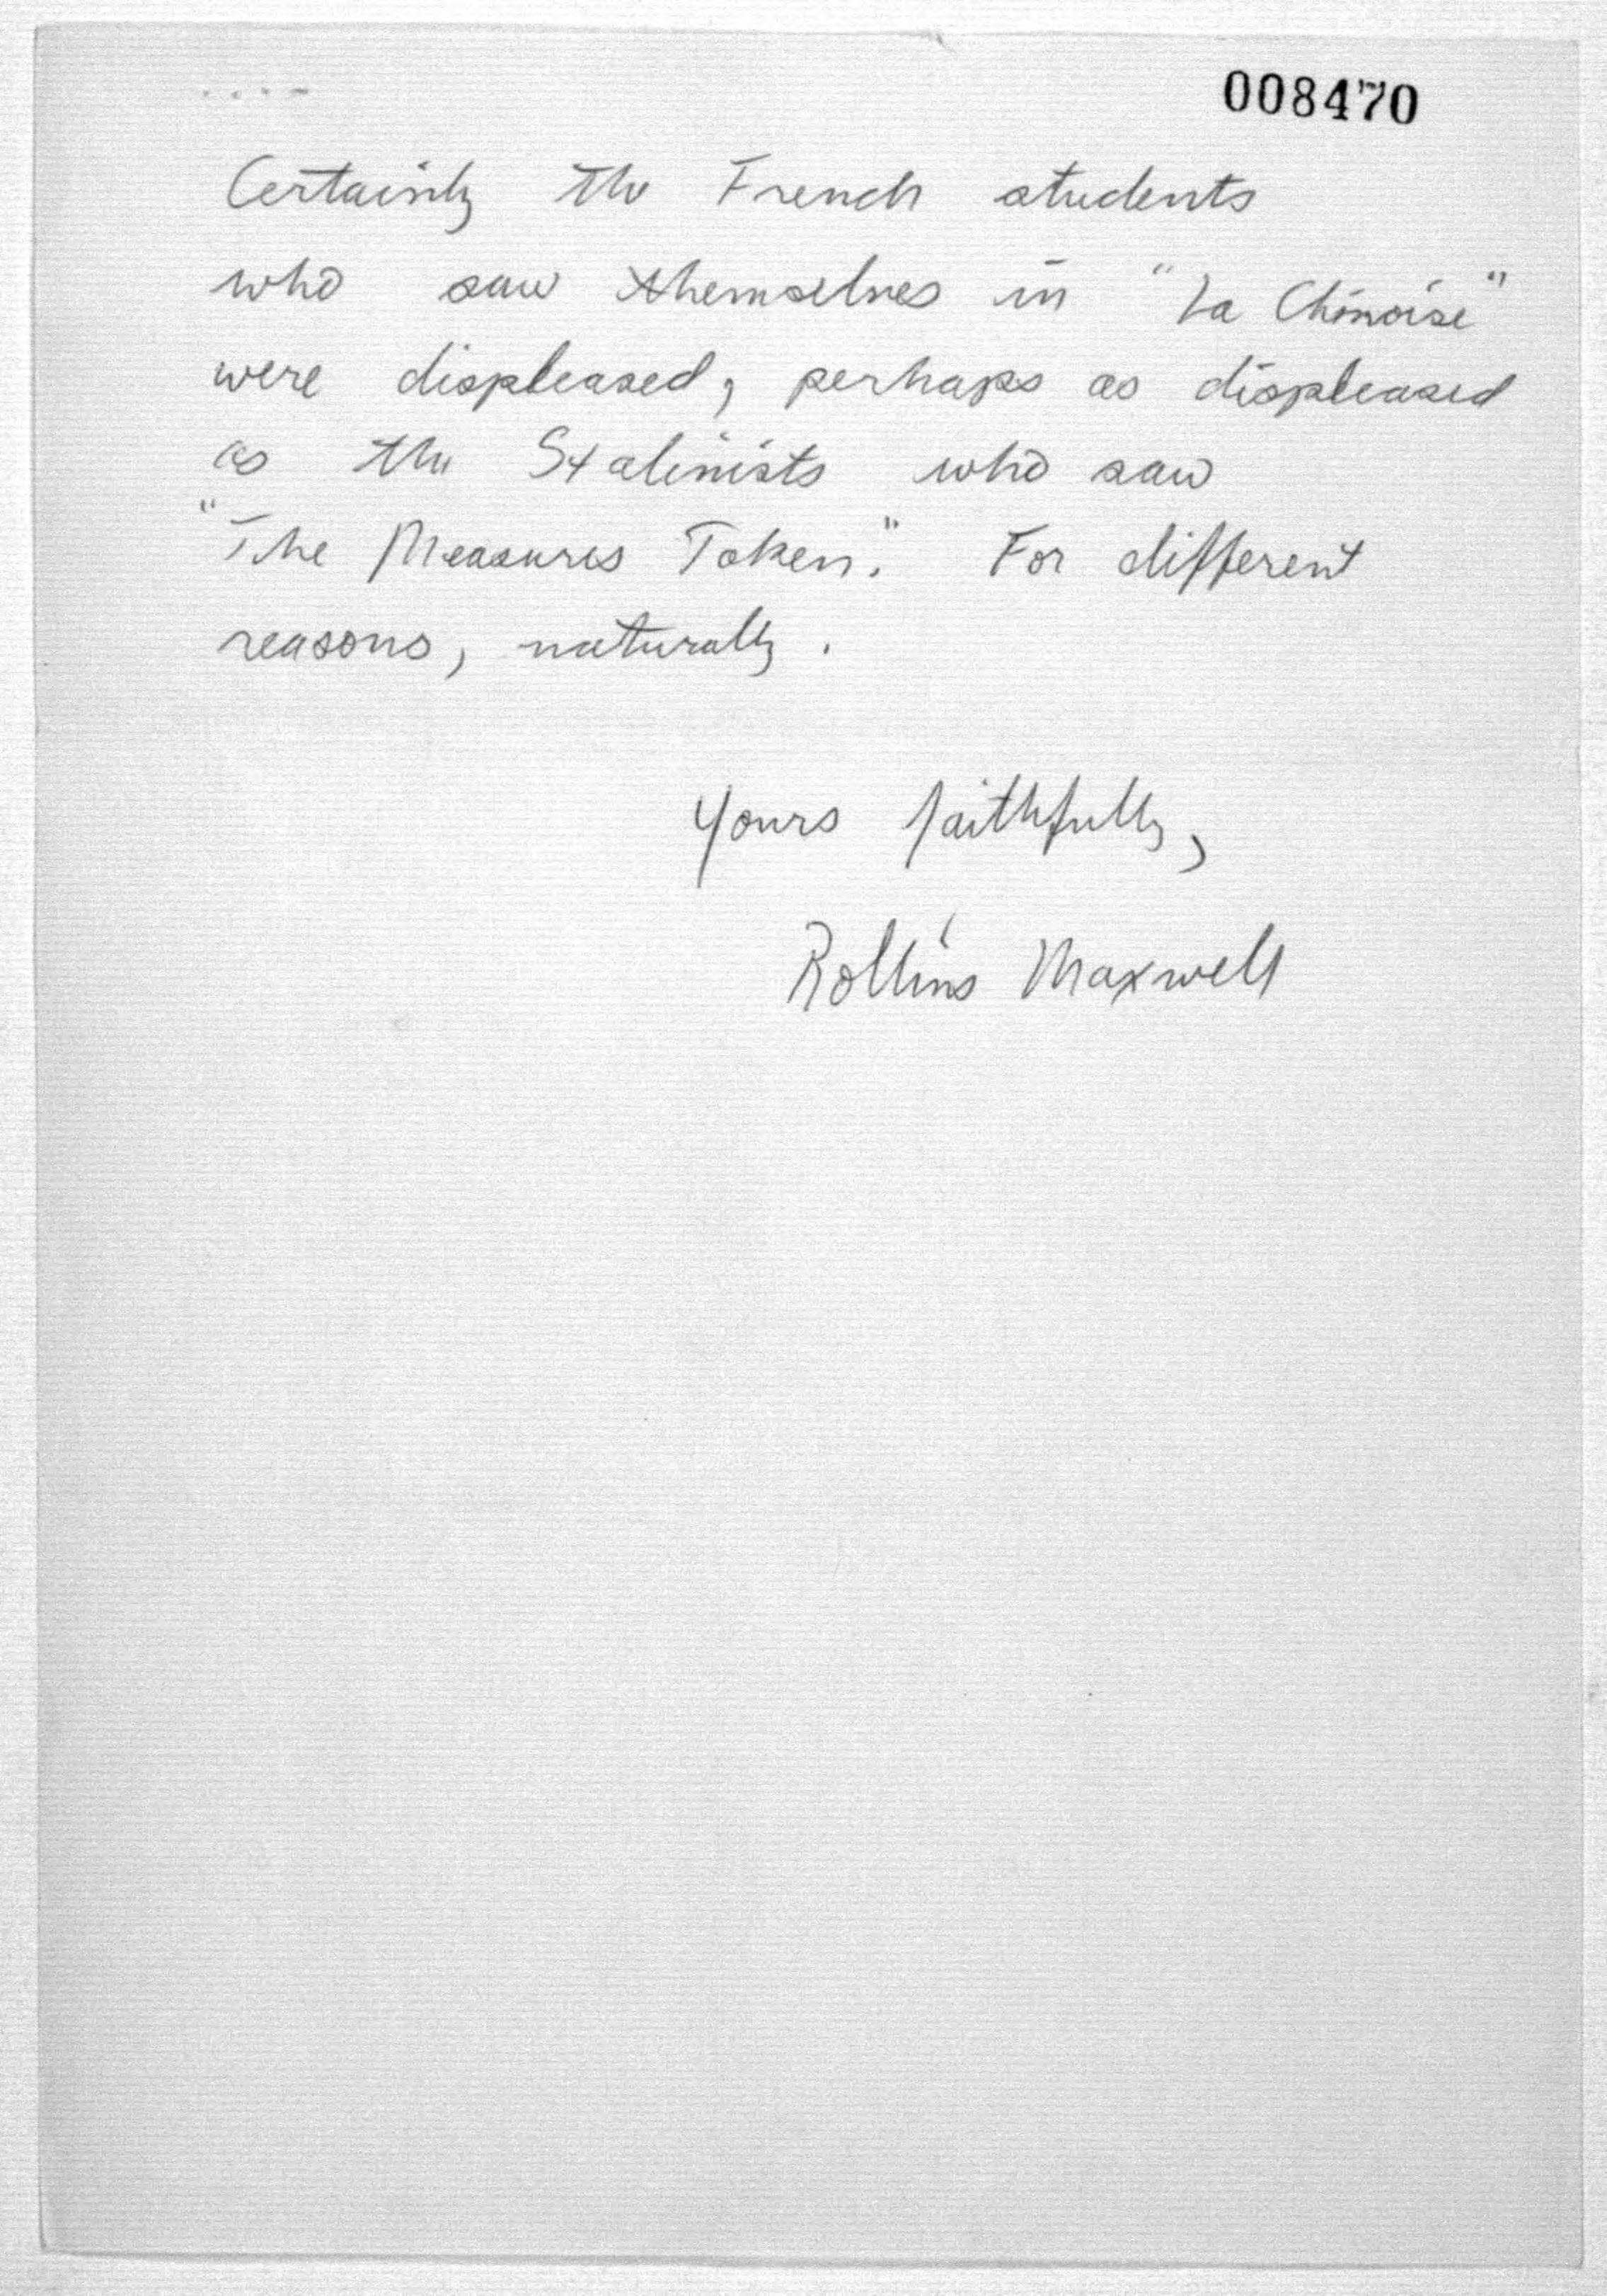 008470
Certainly the French students
who saw themselves in "La Chinoise"
were displeased, perhaps as displeased
as the Stalinists who saw
"The Measures Taken." For different
reasons, naturally.
Yours faithfully,
Rollins Maxwell